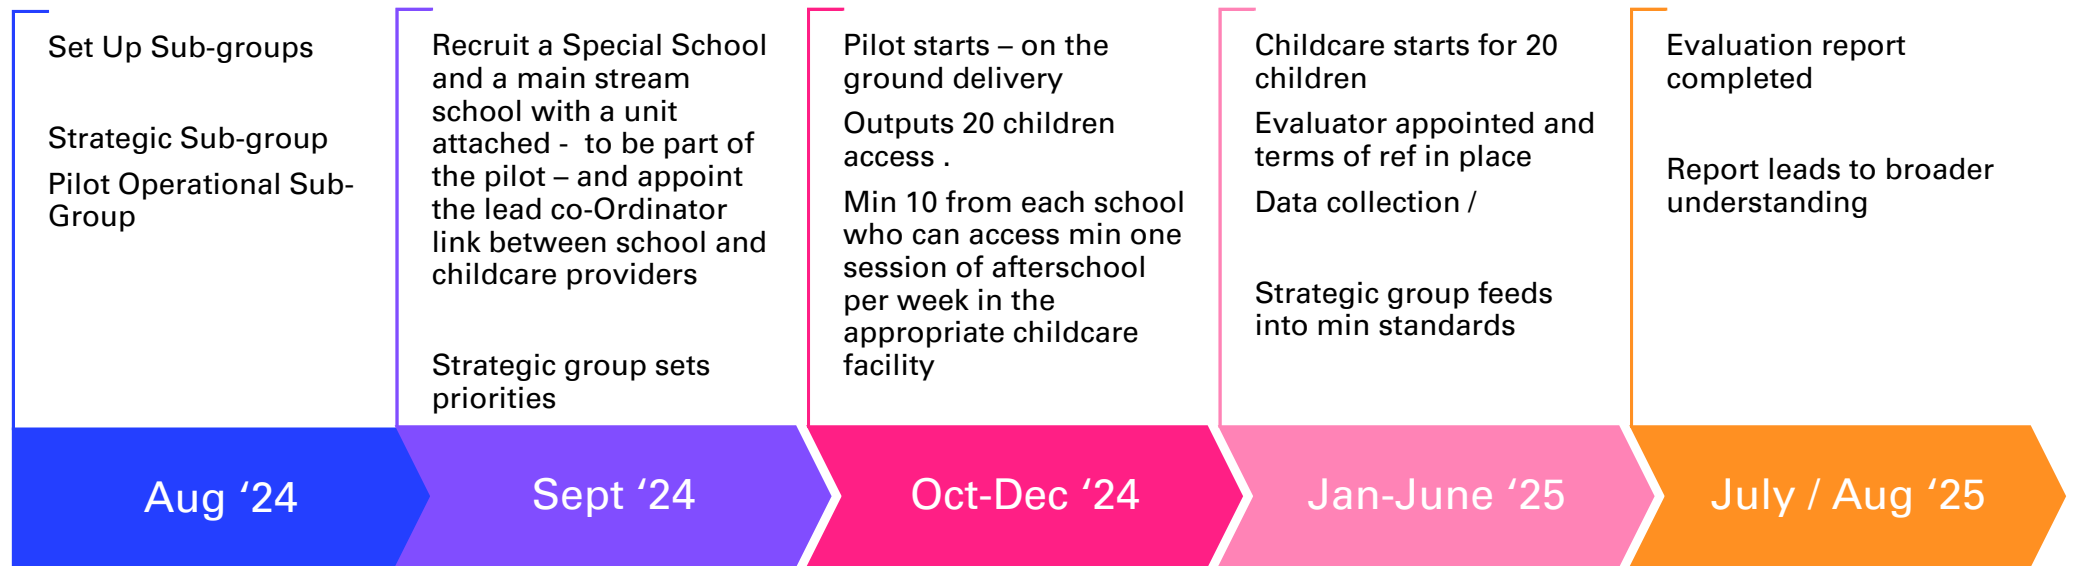 Set Up Sub-groups
Strategic Sub-group
Pilot Operational Sub-
Group
Recruit a Special School
and a main stream
school with a unit
attached -  to be part of
the pilot – and appoint
the lead co-Ordinator
link between school and
childcare providers
Strategic group sets
priorities
Pilot starts – on the
ground delivery
Outputs 20 children
access .
Min 10 from each school
who can access min one
session of afterschool
per week in the
appropriate childcare
facility
Childcare starts for 20
children
Evaluator appointed and
terms of ref in place
Data collection /
Strategic group feeds
into min standards
Evaluation report
completed
Report leads to broader
understanding
Aug ‘24
Sept ‘24
Oct-Dec ‘24
Jan-June ‘25
July / Aug ‘25